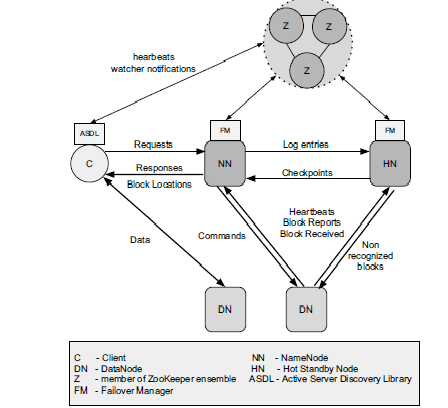 Z
Z
Z
hearbeats
watcher notifications
ASDL
FM
FM
C
Requests
Responses
Block Locations
NN
Log entries
Checkpoints
HN
Data
Commands
Heartbeats
Block Reports
Block Received
Non
recognized
blocks
DN
DN
C - Client
DN - DataNode
Z - member of ZooKeeper ensemble
FM - Failover Manager
NN - NameNode
HN - Hot Standby Node
ASDL - Active Server Discovery Library